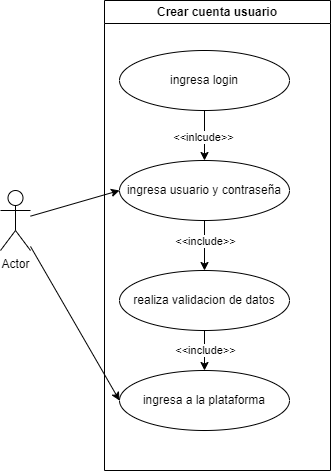 Crear cuenta usuario
ingresa login
<<inlcude>>
ingresa usuario y contraseña
<<include>>
Actor
realiza validacion de datos
<<include>>
ingresa a la plataforma